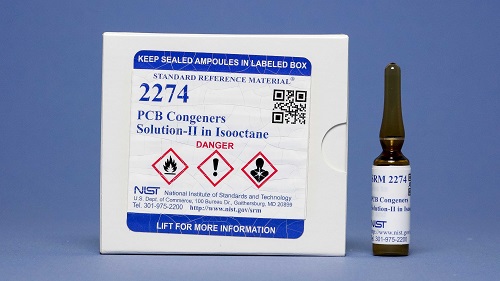 KEEP SEALED AMPOULES IN LABELED BOX
STANDARD REFERENCE MATERIAL®
2274
PCB Congeners
Solution-II in Isooctane
DANGER
NIST National Institute of Standards and Technology
U.S. Dept. of Commerce, 100 Bureau Dr., Gaithersburg, MD 20899
Tel. 301-975-2200 http://www.nist.gov/srm
LIFT FOR MORE INFORMATION
SRM 2274
PCB Congeners
Solution-II in
NIST
www.nist
Tel. 301-975-2200